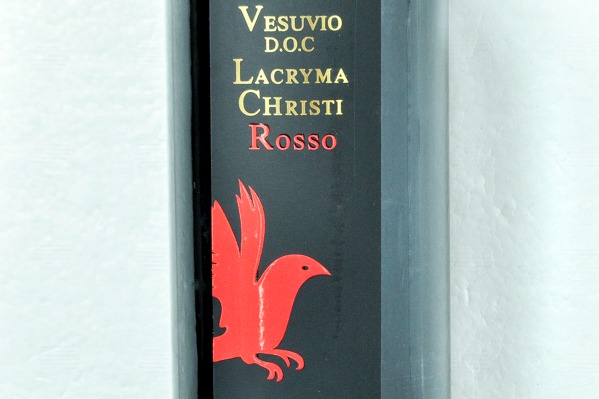 VESUVIO
D.O.C
LACRYMA
CHRISTI
ROSSO